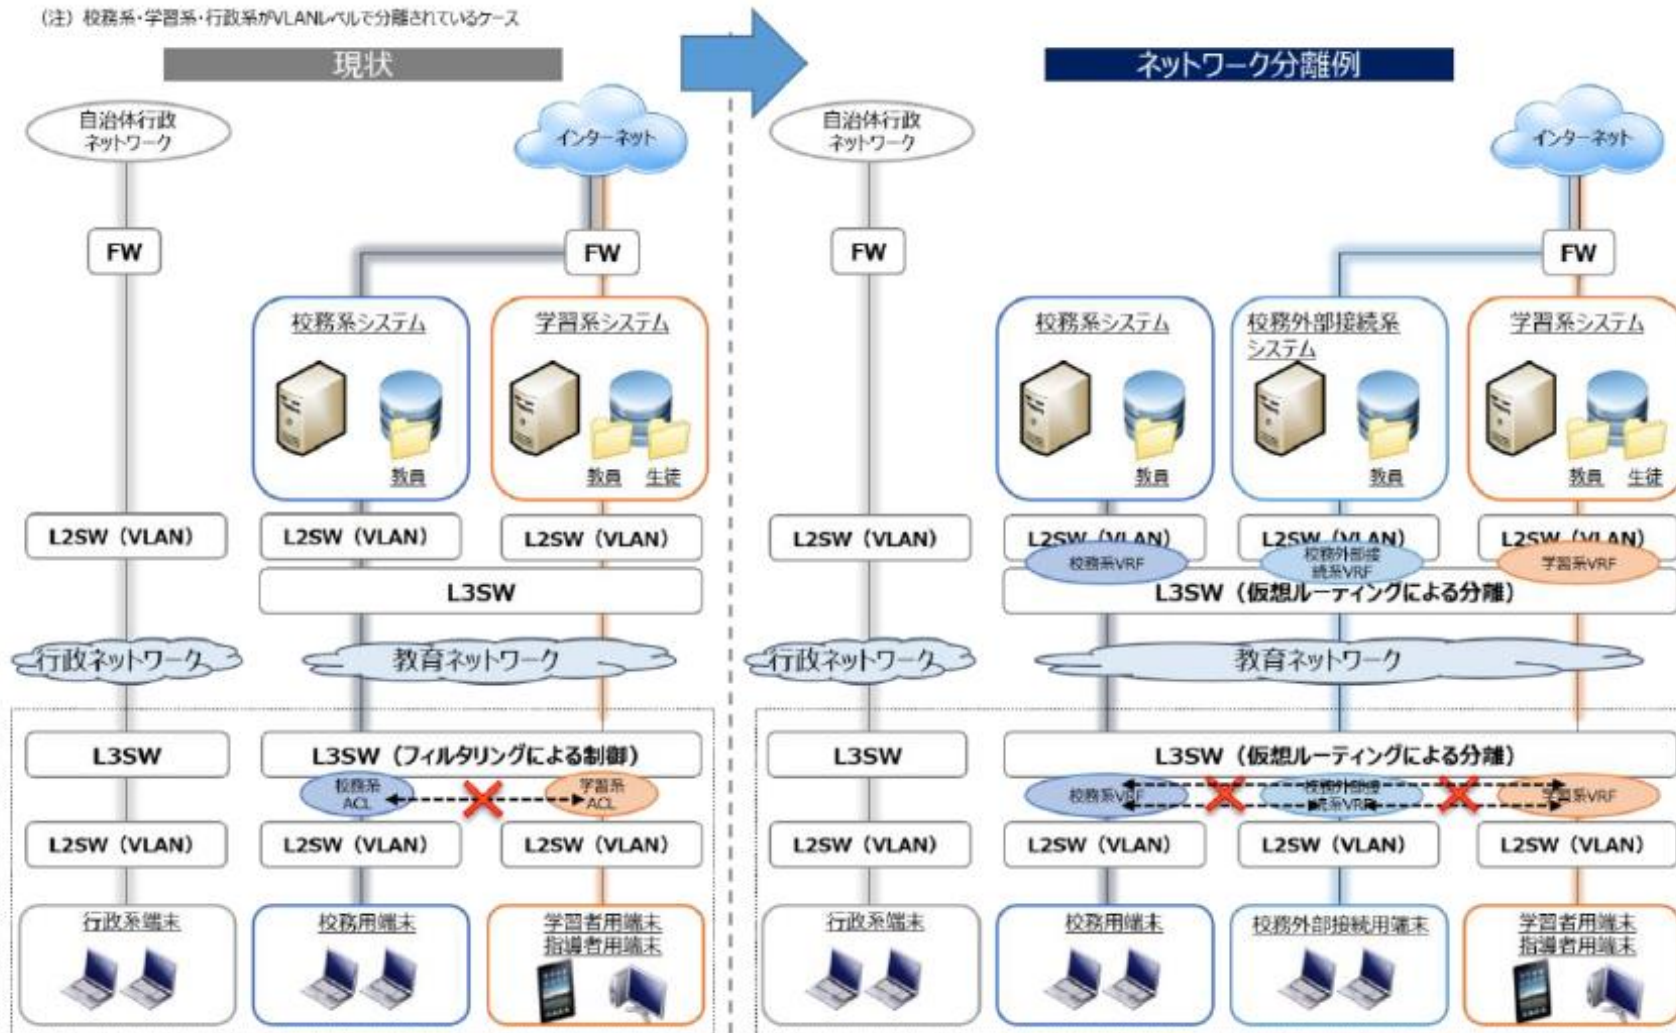 （注）校務系・学習系・行政系がVLANレベルで分離されているケース
現状
自治体行政
ネットワーク
インターネット
FW
FW
校務系システム
学習系システム
教員
教員
生徒
L2SW（VLAN）
L2SW（VLAN）
L2SW（VLAN）
L3SW
行政ネットワーク
教育ネットワーク
L3SW
L3SW（フィルタリングによる制御）
校務系
ACL
学習系
ACL
L2SW（VLAN）
L2SW（VLAN）
L2SW（VLAN）
行政系端末
校務用端末
学習者用端末
指導者用端末
ネットワーク分離例
自治体行政
ネットワーク
インターネット
FW
FW
校務系システム
校務外部接続系
システム
学習系システム
教員
教員
教員
生徒
L2SW（VLAN）
L2SW（VLAN）
L2SW（VLAN）
L2SW（VLAN）
校務系VRF
校務外部接
続系VRF
学習系VRF
L3SW（仮想ルーティングによる分離）
行政ネットワーク
教育ネットワーク
L3SW
L3SW（仮想ルーティングによる分離）
校務系VRF
校務外部接
続系VRF
学習系VRF
L2SW（VLAN）
L2SW（VLAN）
L2SW（VLAN）
L2SW（VLAN）
行政系端末
校務用端末
校務外部接続用端末
学習者用端末
指導者用端末